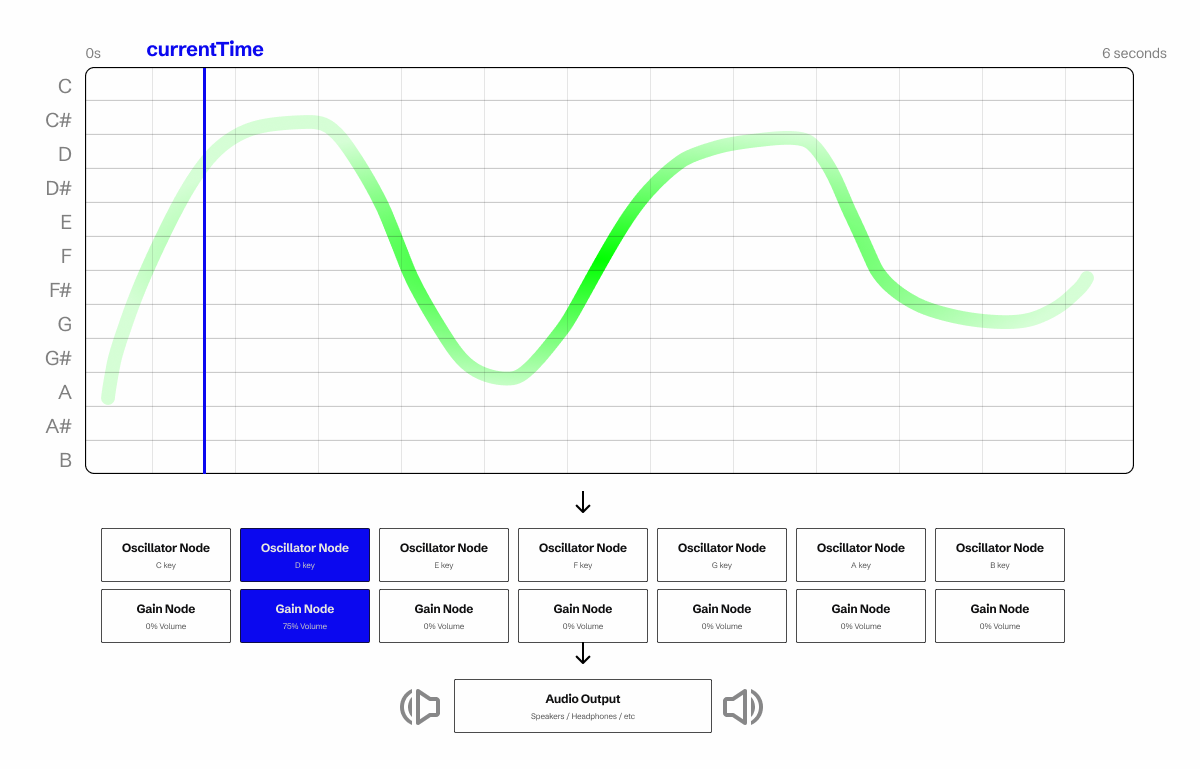 currentTime
0s
6 seconds
C
C#
D
D#
E
F
F#
G
G#
A
A#
B
Oscillator Node
C key
Oscillator Node
D key
Oscillator Node
E key
Oscillator Node
F key
Oscillator Node
G key
Oscillator Node
A key
Oscillator Node
B key
Gain Node
0% Volume
Gain Node
75% Volume
Gain Node
0% Volume
Gain Node
0% Volume
Gain Node
0% Volume
Gain Node
0% Volume
Gain Node
0% Volume
Audio Output
Speakers / Headphones / etc